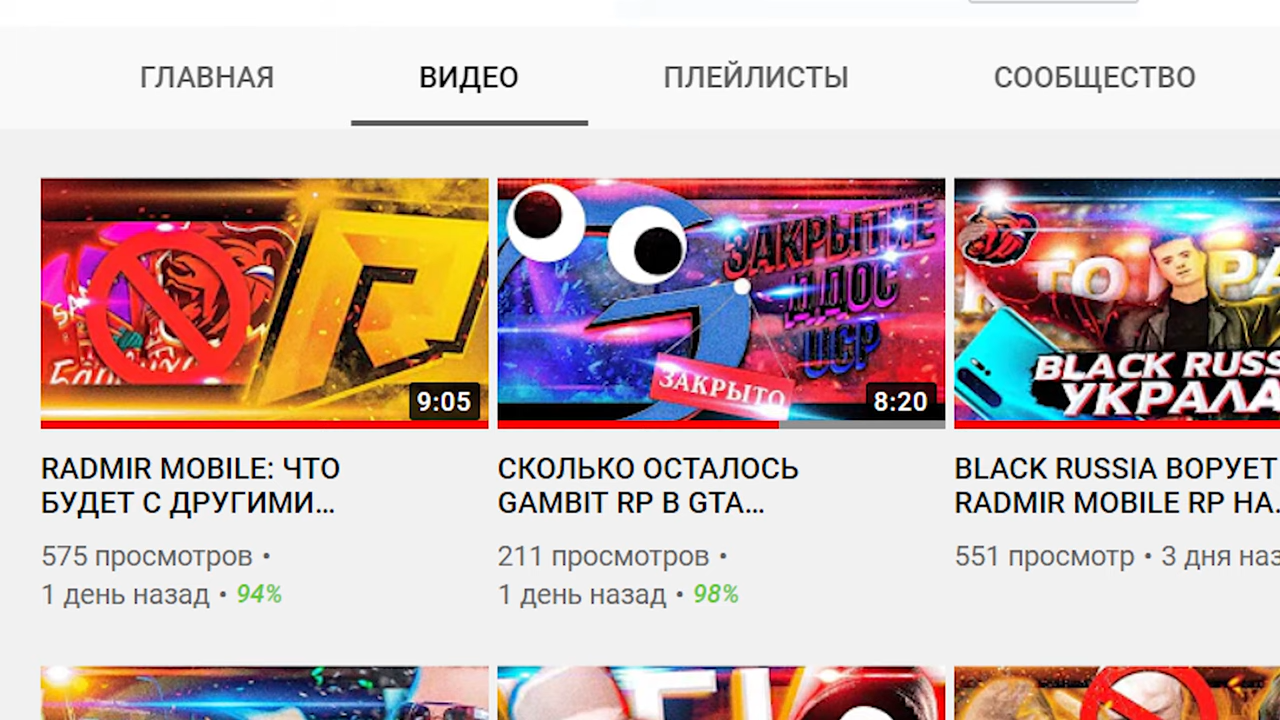 ГЛАВНАЯ
ВИДЕО
ПЛЕЙЛИСТЫ
СООБЩЕСТВО
9:05
ЗАКРЫТИЕ
ДДОС
UGP
ЗАКРЫТО
8:20
BLACK RUSS
УКРАЛА
RADMIR MOBILE: ЧТО
БУДЕТ С ДРУГИМИ...
575 просмотров •
1 день назад • 94%
СКОЛЬКО ОСТАЛОСЬ
GAMBIT RP В GTA...
211 просмотров •
1 день назад • 98%
BLACK RUSSIA ВОРУЕТ
RADMIR MOBILE RP НА.
551 просмотр • 3 дня наз